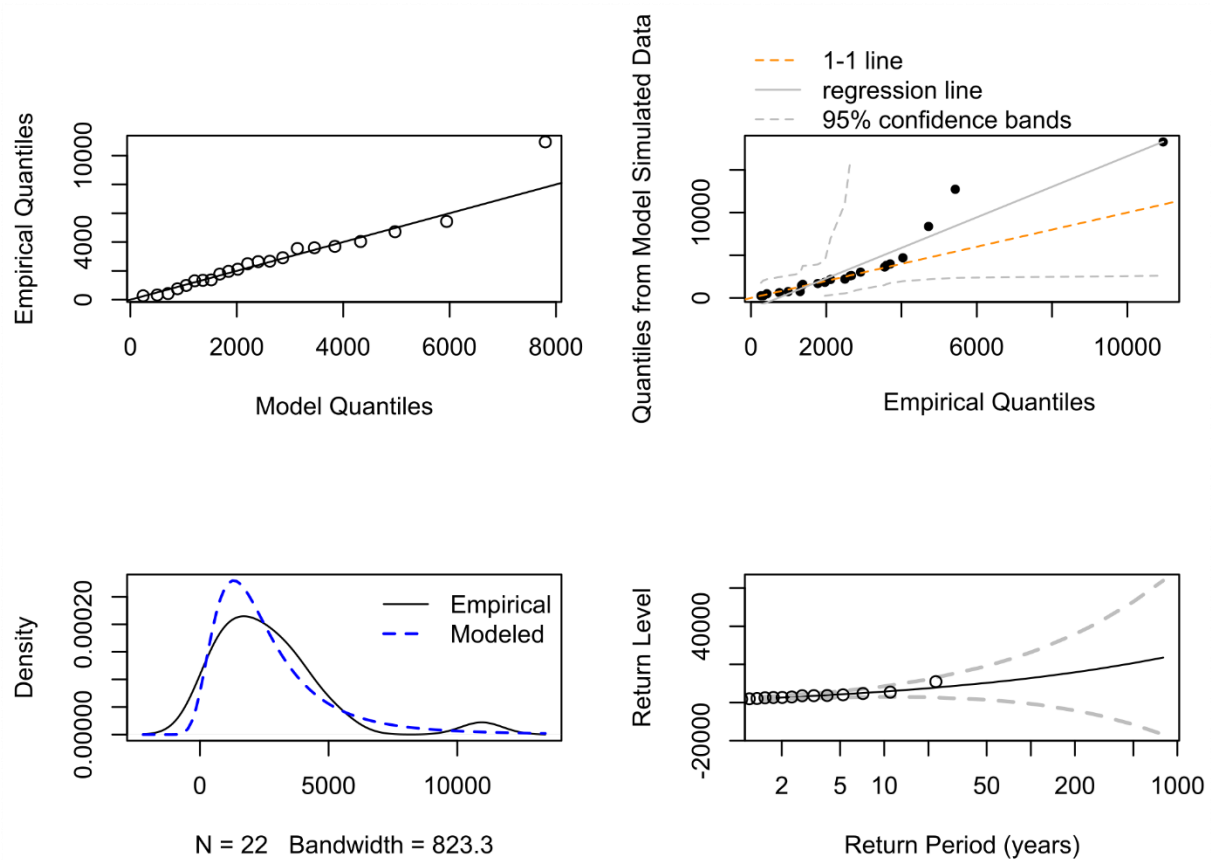 Empirical Quantiles
0 4000 10000
0 2000 4000 6000 8000
Model Quantiles
Quantiles from Model Simulated Data
1-1 line
regression line
95% confidence bands
0 10000
0 2000 6000 10000
Empirical Quantiles
Density
0.00000 0.00020
Empirical
Modeled
0 5000 10000
N = 22 Bandwidth = 823.3
Return Level
-20000 40000
2 5 10 50 200 1000
Return Period (years)